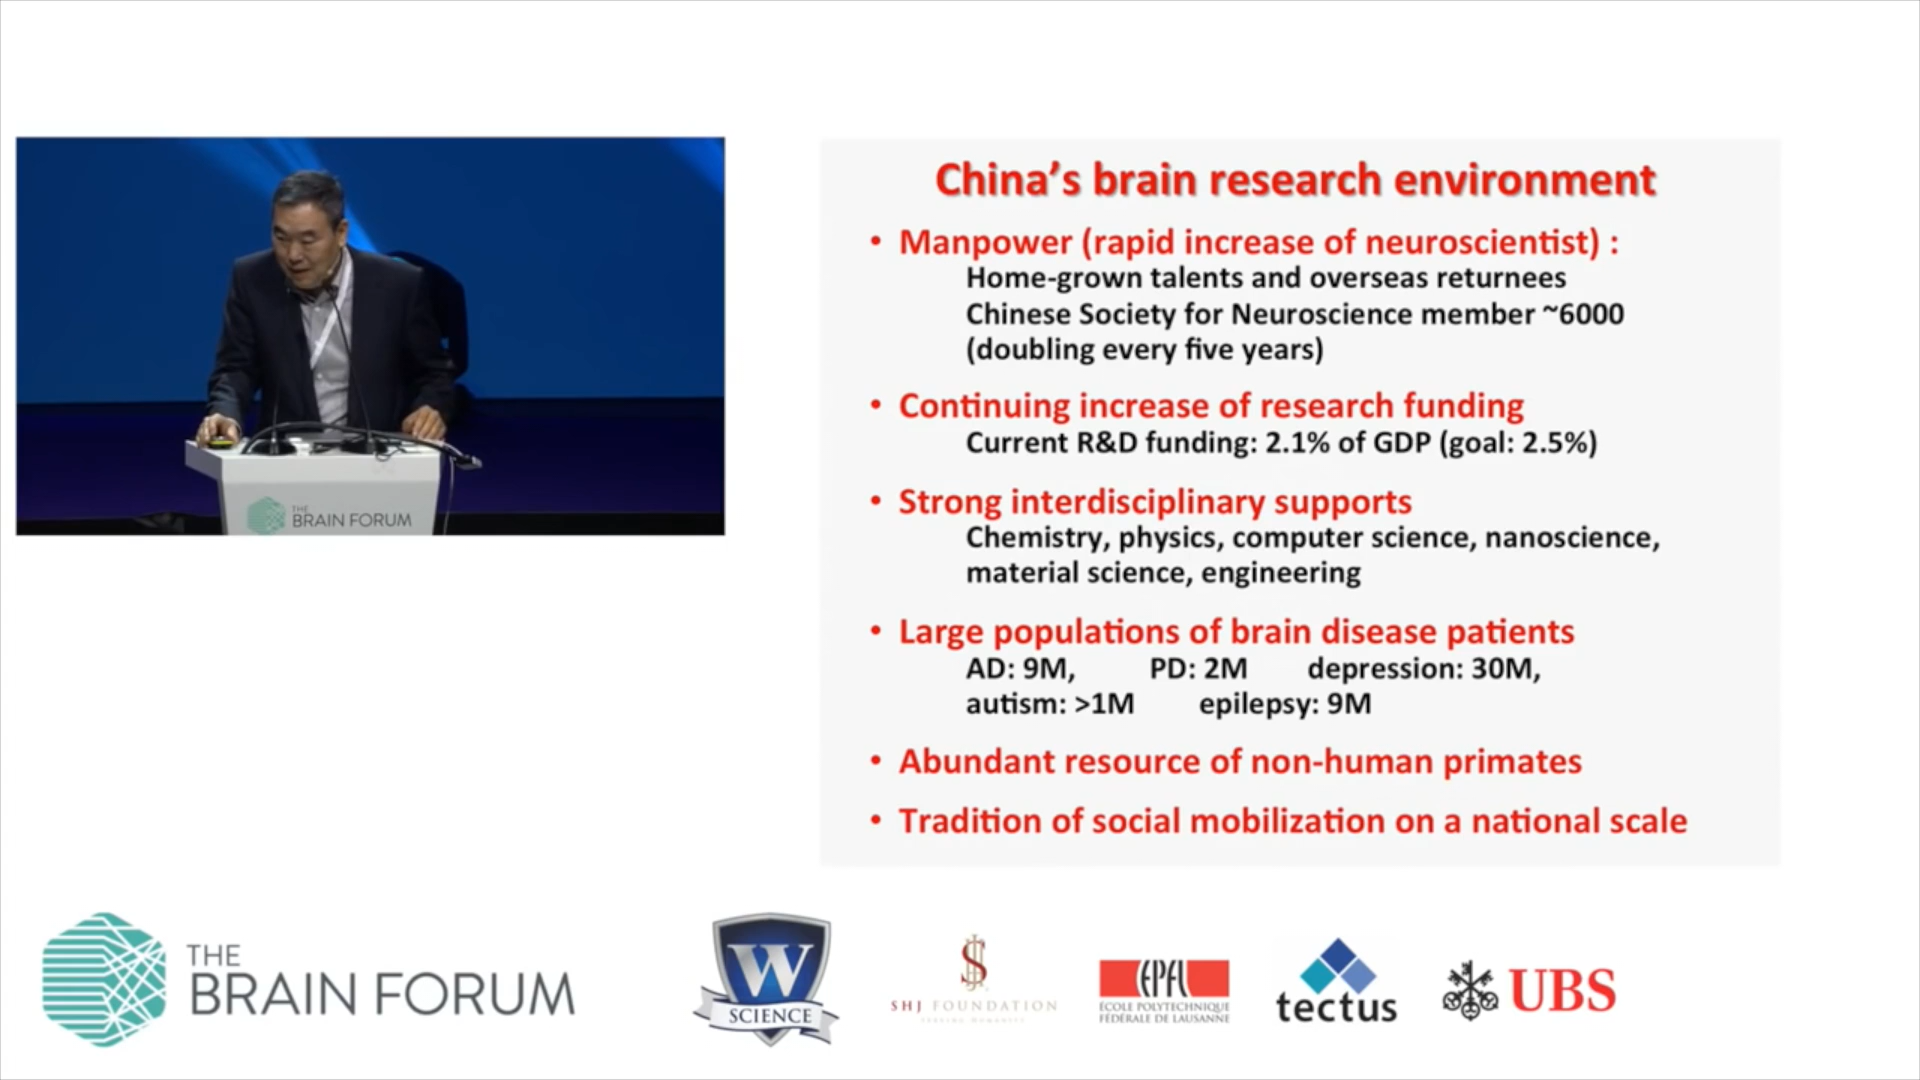 China's brain research environment
• Manpower (rapid increase of neuroscientist) :
Home-grown talents and overseas returnees
Chinese Society for Neuroscience member ~6000
(doubling every five years)
• Continuing increase of research funding
Current R&D funding: 2.1% of GDP (goal: 2.5%)
• Strong interdisciplinary supports
Chemistry, physics, computer science, nanoscience,
material science, engineering
• Large populations of brain disease patients
AD: 9M, PD: 2M depression: 30M,
autism: >1M epilepsy: 9M
• Abundant resource of non-human primates
• Tradition of social mobilization on a national scale
THE
BRAIN FORUM
THE
BRAIN FORUM
W
SCIENCE
SHJ FOUNDATION
SERVING HUMANITY
EPFL
ÉCOLE POLYTECHNIQUE
FÉDÉRALE DE LAUSANNE
tectus
UBS